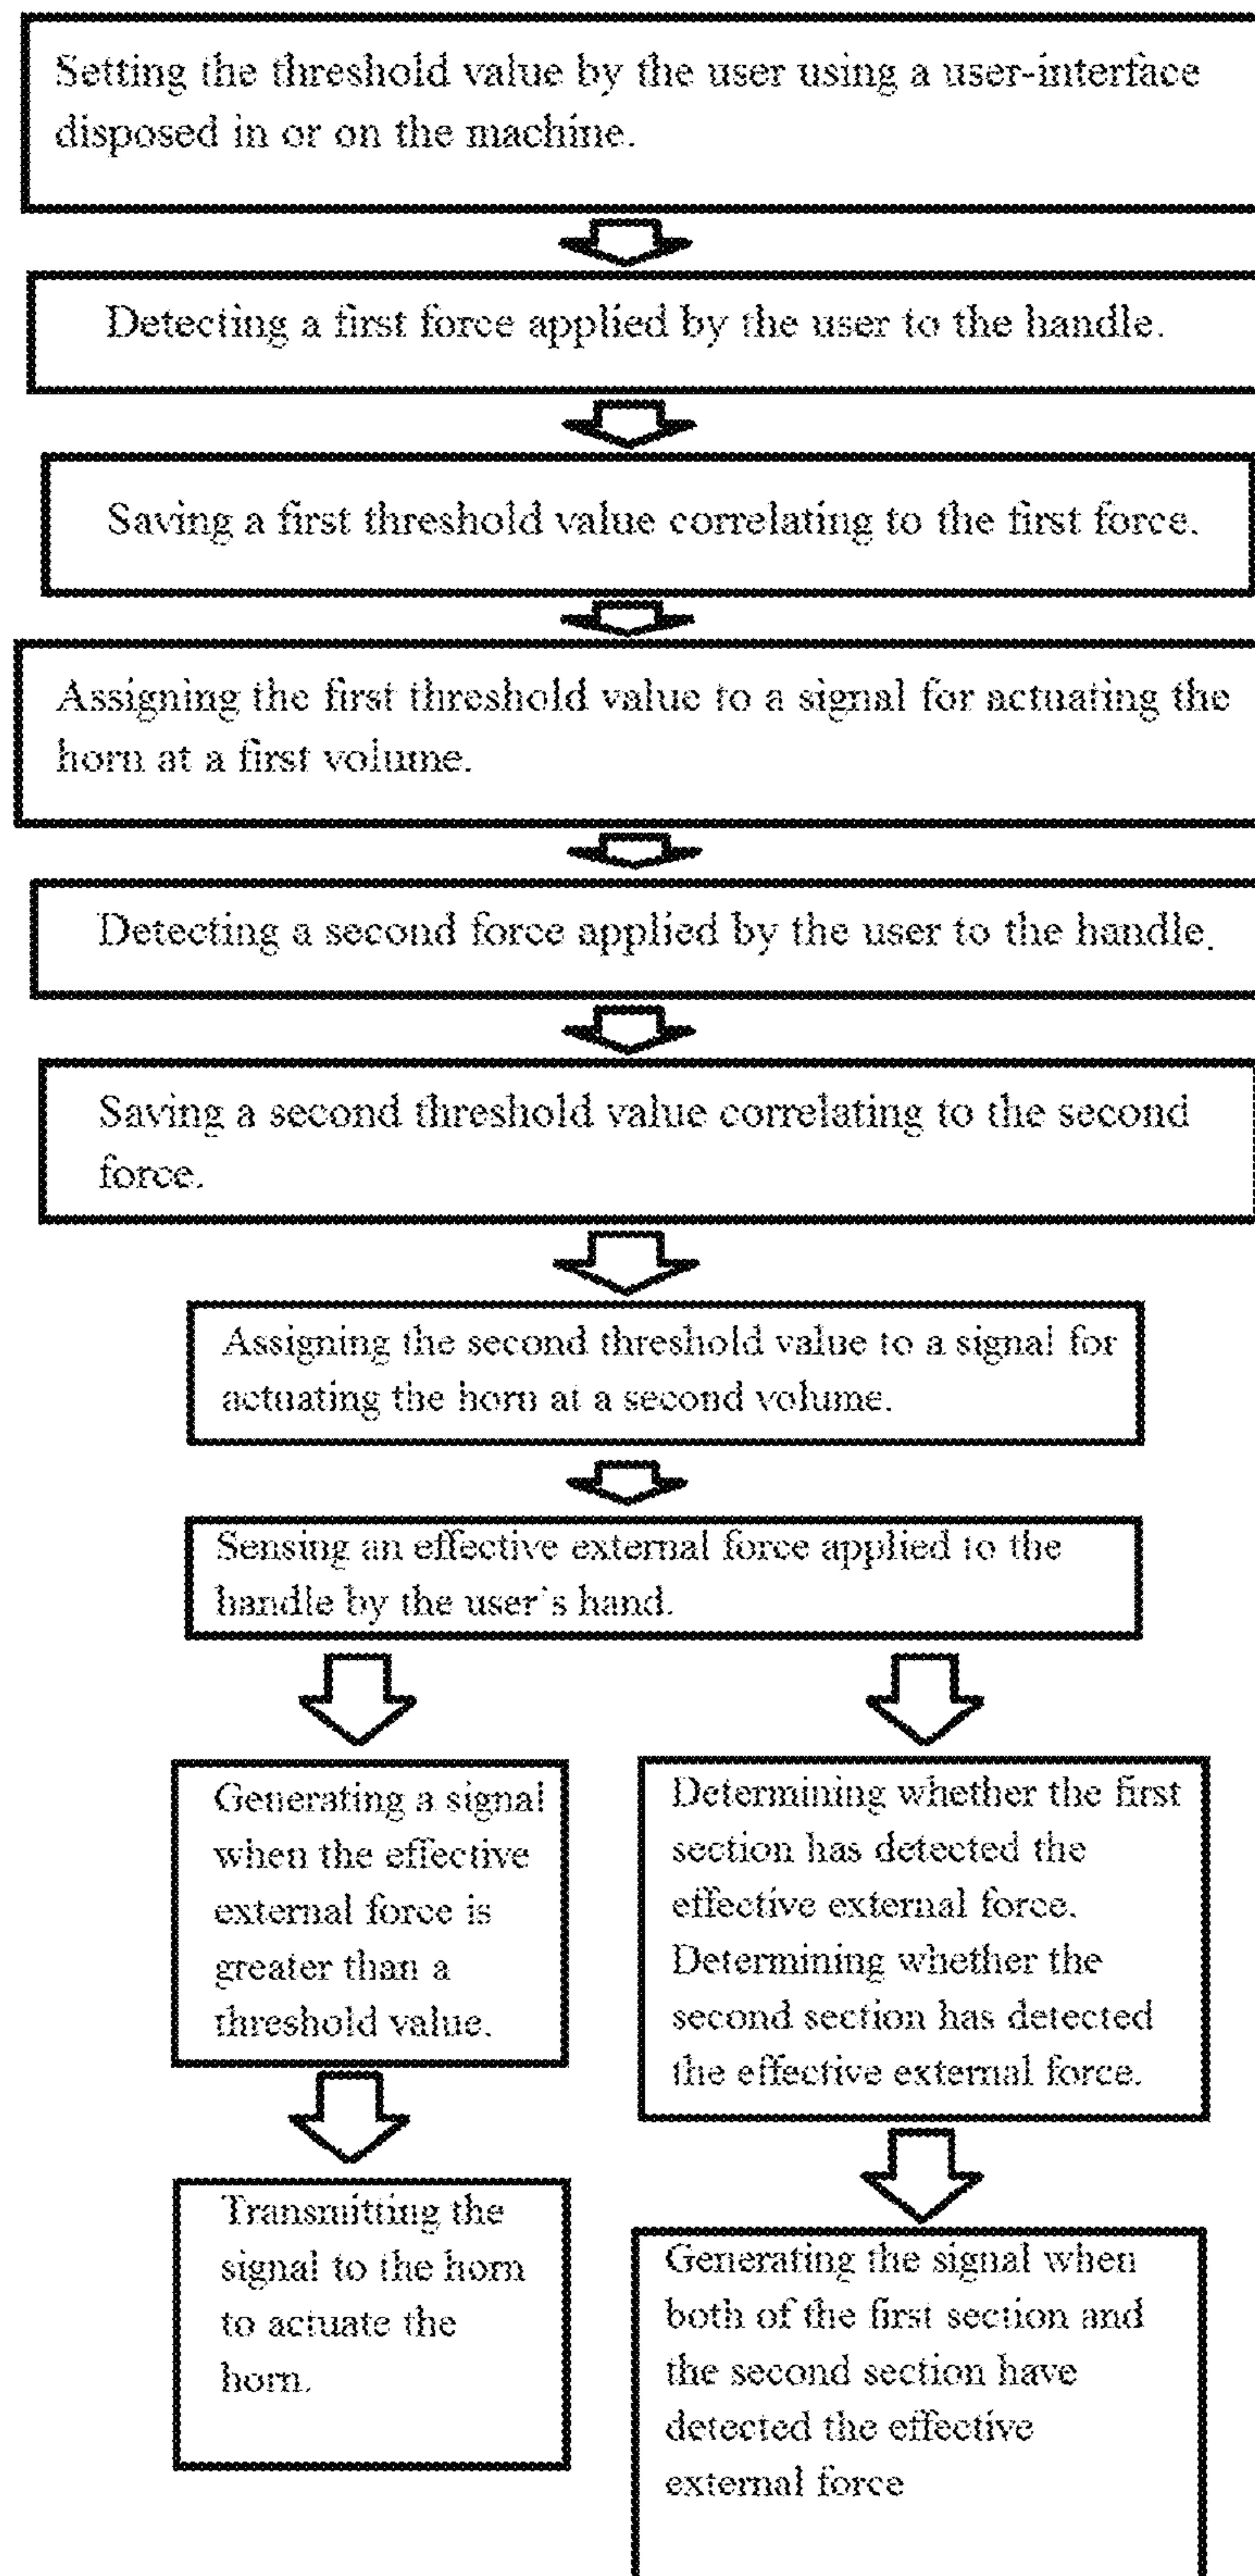 Setting the threshold value by the user using a user-interface
disposed in or on the machine.
Detecting a first force applied by the user to the handle.
Saving a first threshold value correlating to the first force.
Assigning the first threshold value to a signal for actuating the
horn at a first volume.
Detecting a second force applied by the user to the handle.
Saving a second threshold value correlating to the second
force.
Assigning the second threshold value to a signal for
actuating the horn at a second volume.
Sensing an effective external force applied to the
handle by the user's hand.
Generating a signal
when the effective
external force is
greater than a
threshold value.
Transmitting the
signal to the horn
to actuate the
horn.
Determining whether the first
section has detected the
effective external force.
Determining whether the
second section has detected
the effective external force.
Generating the signal when
both of the first section and
the second section have
detected the effective
external force